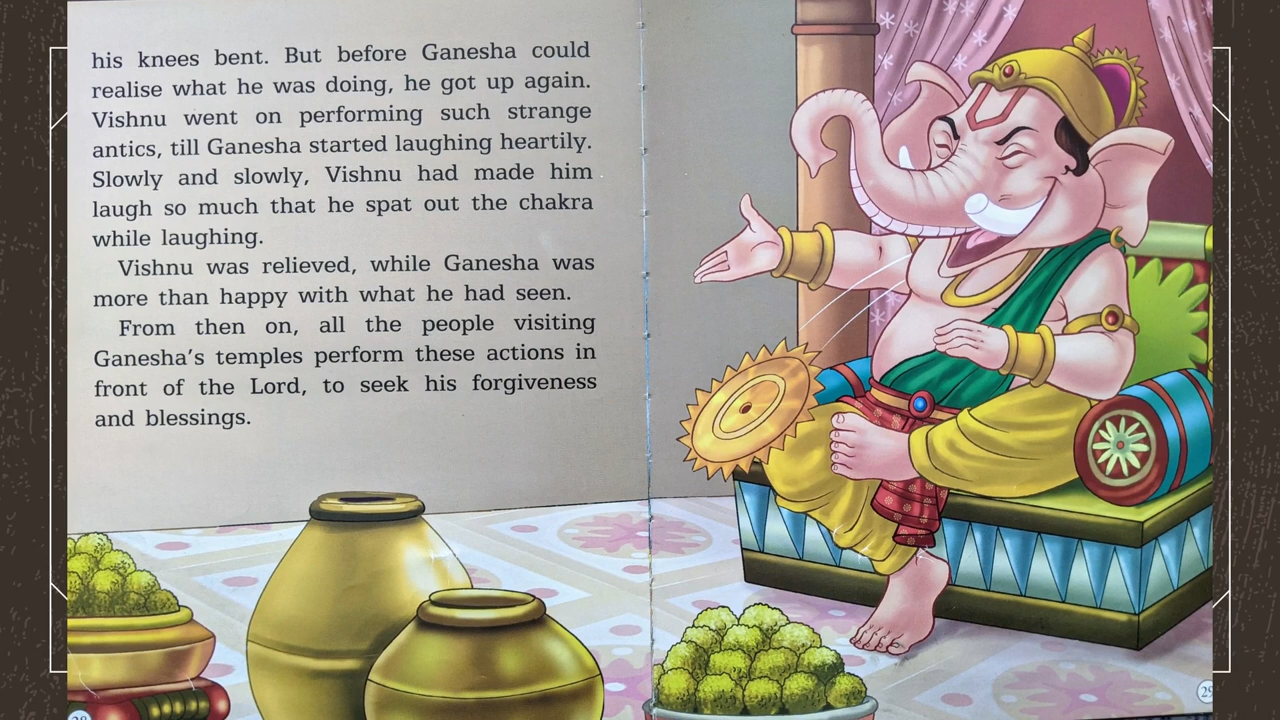 his knees bent. But before Ganesha could
realise what he was doing, he got up again.
Vishnu went on performing such strange
antics, till Ganesha started laughing heartily.
Slowly and slowly, Vishnu had made him
laugh so much that he spat out the chakra
while laughing.
Vishnu was relieved, while Ganesha was
more than happy with what he had seen.
From then on, all the people visiting
Ganesha's temples perform these actions in
front of the Lord, to seek his forgiveness
and blessings.
28
29